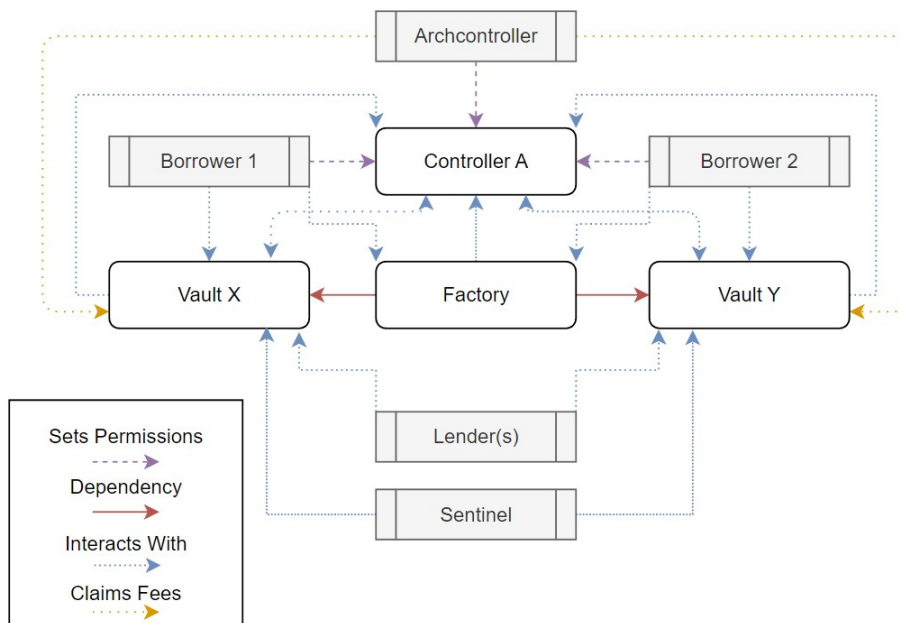 Archcontroller
Borrower 1
Controller A
Borrower 2
Vault X
Factory
Vault Y
Lender(s)
Sentinel
Sets Permissions
Dependency
Interacts With
Claims Fees